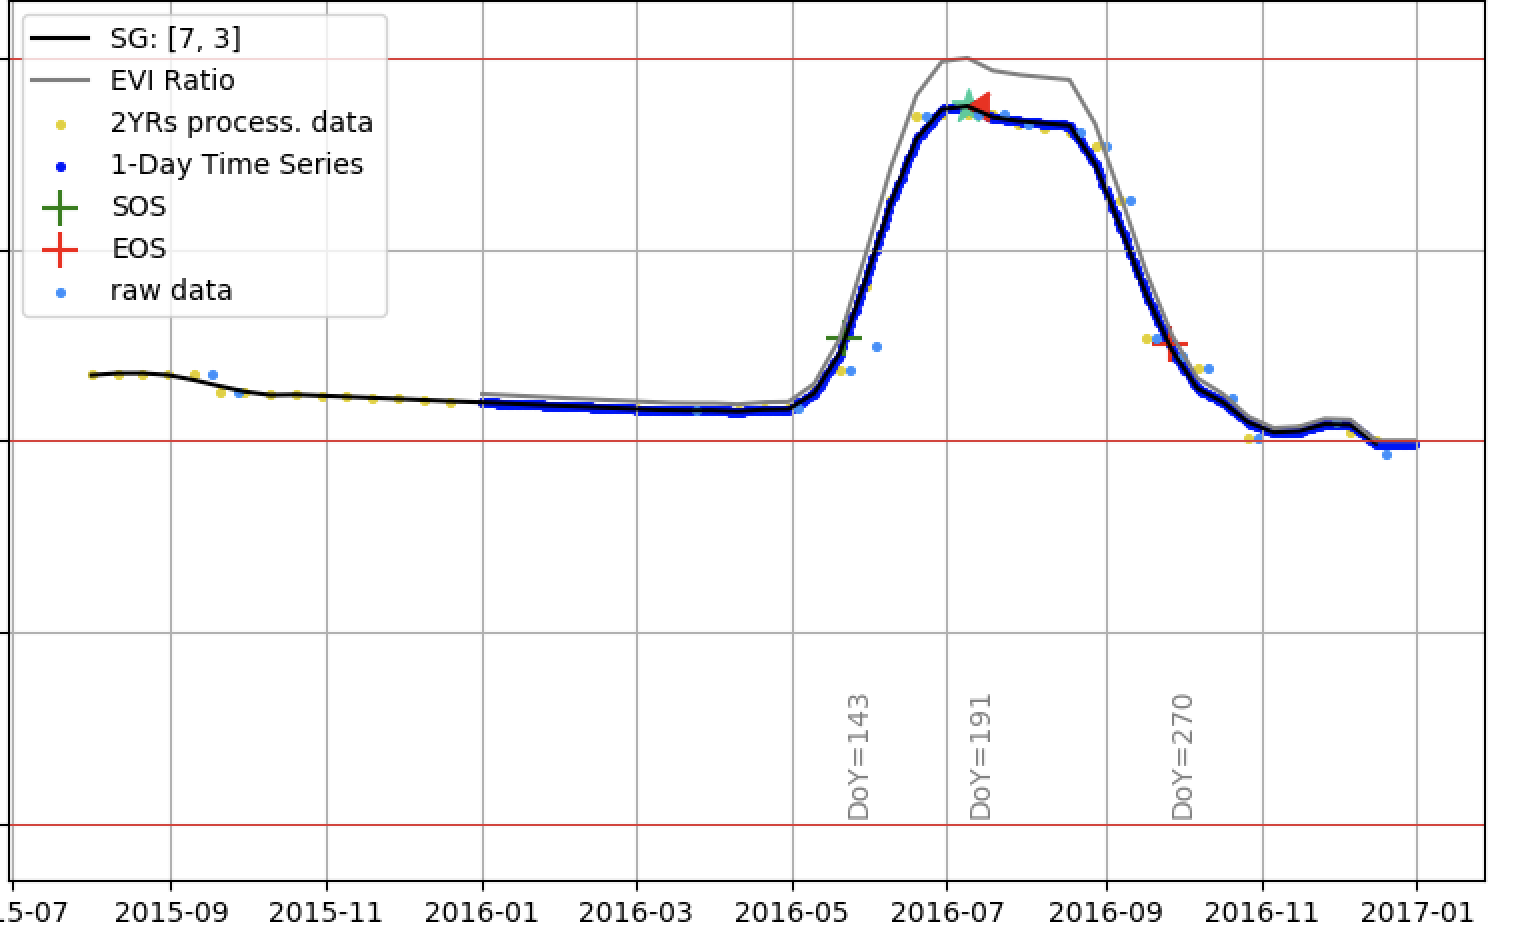 SG: [7, 3]
EVI Ratio
2YRs process. data
1-Day Time Series
SOS
EOS
raw data
DoY=143
DoY=191
DoY=270
5-07 2015-09 2015-11 2016-01 2016-03 2016-05 2016-07 2016-09 2016-11 2017-01